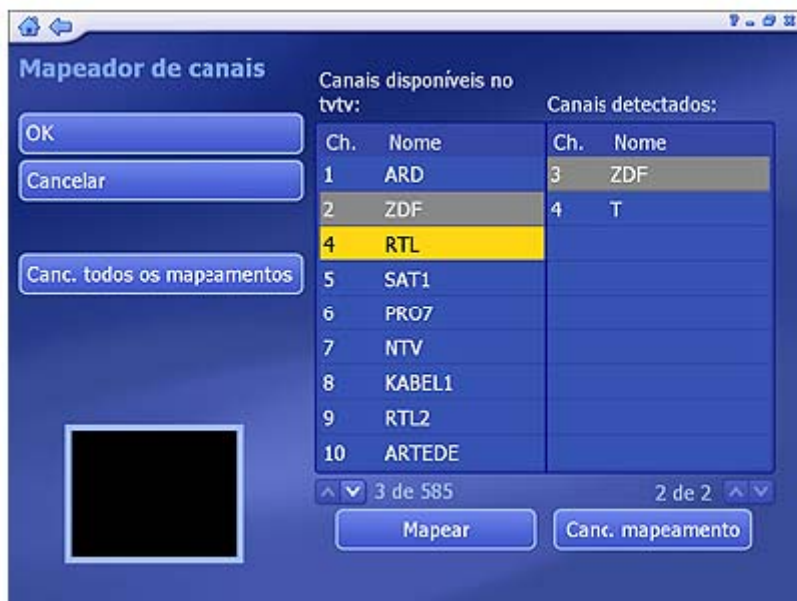 Mapeador de canais
OK
Cancelar
Canc. todos os mapeamentos
Canais disponíveis no
tvtv:
Ch. Nome
1 ARD
2 ZDF
4 RTL
5 SAT1
6 PRO7
7 NTV
8 KABEL1
9 RTL2
10 ARTEDE
3 de 585
Mapear
Canais detectados:
Ch. Nome
3 ZDF
4 T
2 de 2
Canc. mapeamento